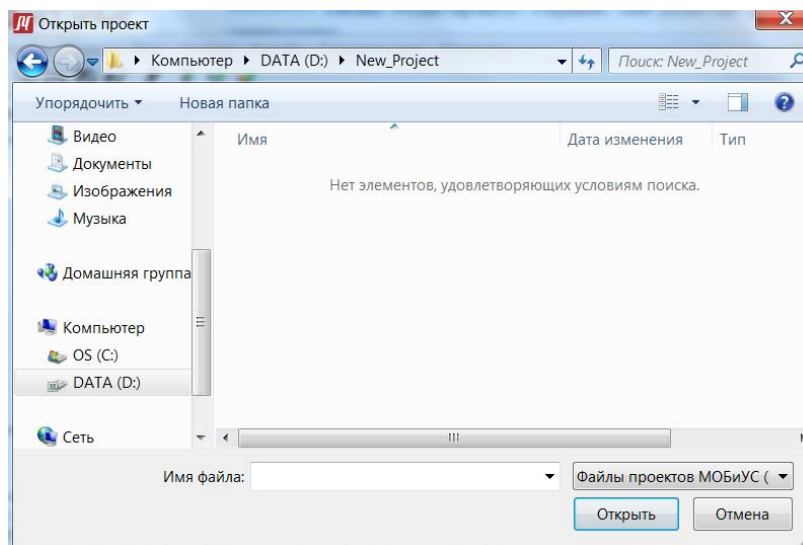 Открыть проект
Компьютер ▸ DATA (D:) ▸ New_Project
Поиск: New_Project
Упорядочить
Новая папка
Имя
Дата изменения
Тип
Нет элементов, удовлетворяющих условиям поиска.
Видео
Документы
Изображения
Музыка
Домашняя группа
Компьютер
OS (C:)
DATA (D:)
Сеть
Имя файла:
Файлы проектов МОБиУС (
Открыть
Отмена